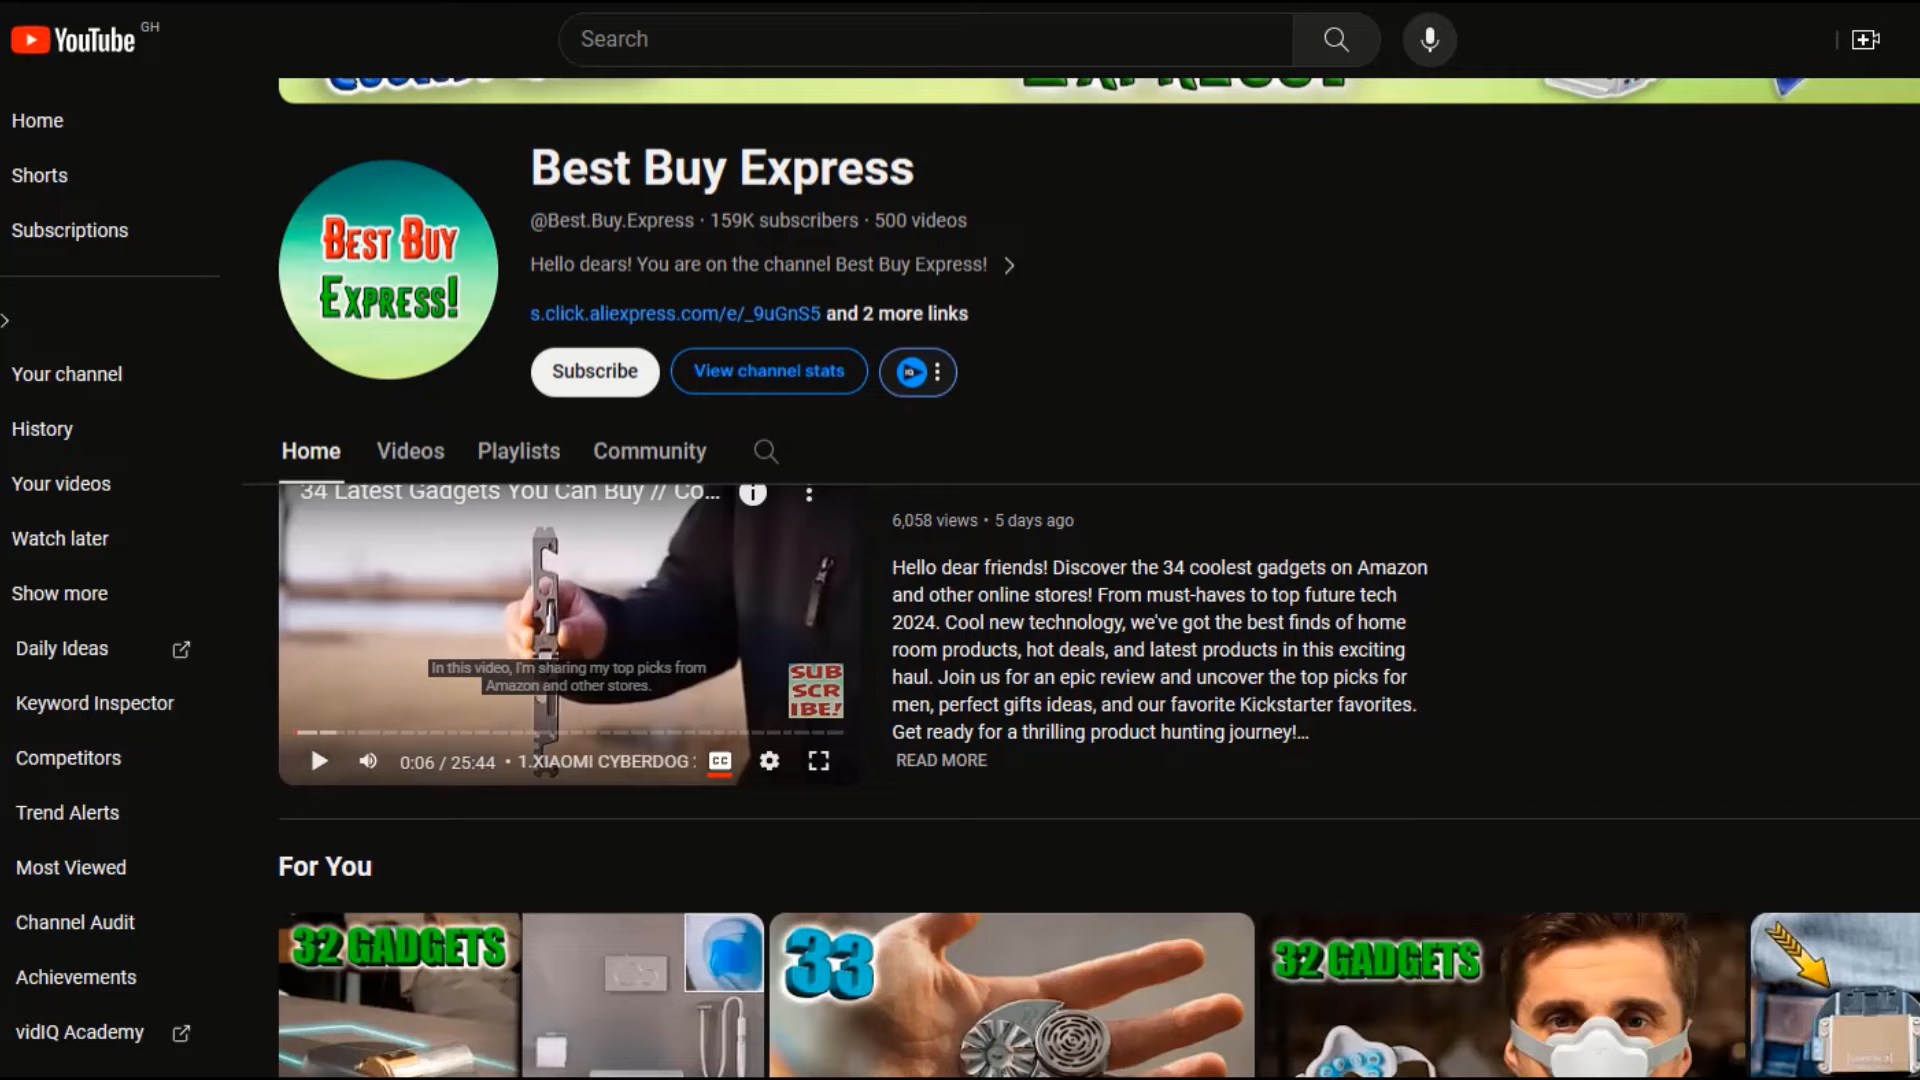 YouTube GH
Search
Home
Shorts
Subscriptions
Your channel
History
Your videos
Watch later
Show more
Daily Ideas
Keyword Inspector
Competitors
Trend Alerts
Most Viewed
Channel Audit
Achievements
vidIQ Academy
BEST BUY
EXPRESS!
Best Buy Express
@Best.Buy.Express · 159K subscribers · 500 videos
Hello dears! You are on the channel Best Buy Express!
s.click.aliexpress.com/e/_9uGnS5 and 2 more links
Subscribe
View channel stats
IQ
Home
Videos
Playlists
Community
34 Latest Gadgets You Can Buy // Co...
In this video, I'm sharing my top picks from
Amazon and other stores.
SUB
SCR
IBE!
0:06 / 25:44 • 1.XIAOMI CYBERDOG
CC
6,058 views • 5 days ago
Hello dear friends! Discover the 34 coolest gadgets on Amazon
and other online stores! From must-haves to top future tech
2024. Cool new technology, we've got the best finds of home
room products, hot deals, and latest products in this exciting
haul. Join us for an epic review and uncover the top picks for
men, perfect gifts ideas, and our favorite Kickstarter favorites.
Get ready for a thrilling product hunting journey!...
READ MORE
For You
32 GADGETS
33
32 GADGETS